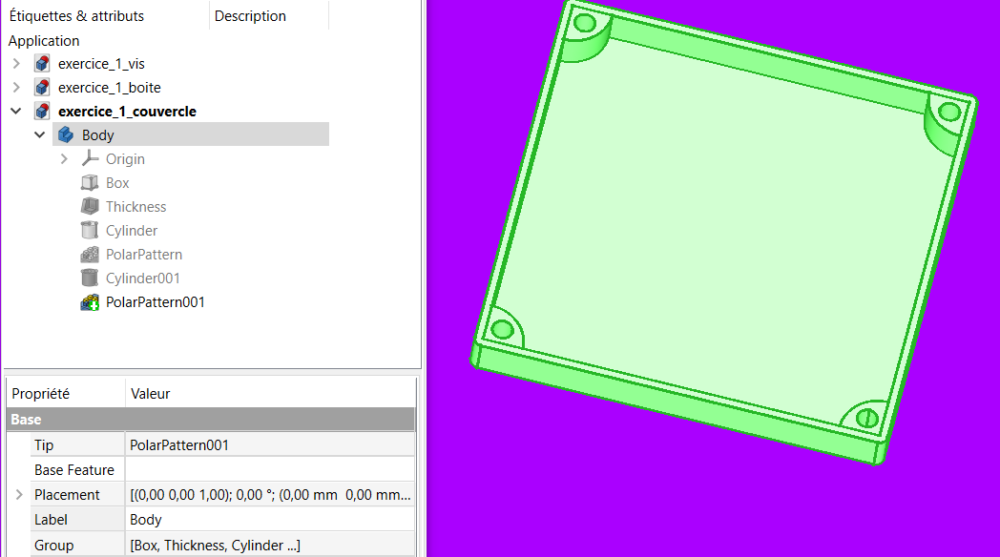 Étiquettes & attributs Description
Application
exercice_1_vis
exercice_1_boite
exercice_1_couvercle
Body
Origin
Box
Thickness
Cylinder
PolarPattern
Cylinder001
PolarPattern001
Propriété Valeur
Base
Tip PolarPattern001
Base Feature
Placement [(0,00 0,00 1,00); 0,00 °; (0,00 mm 0,00 mm...
Label Body
Group [Box, Thickness, Cylinder ...]